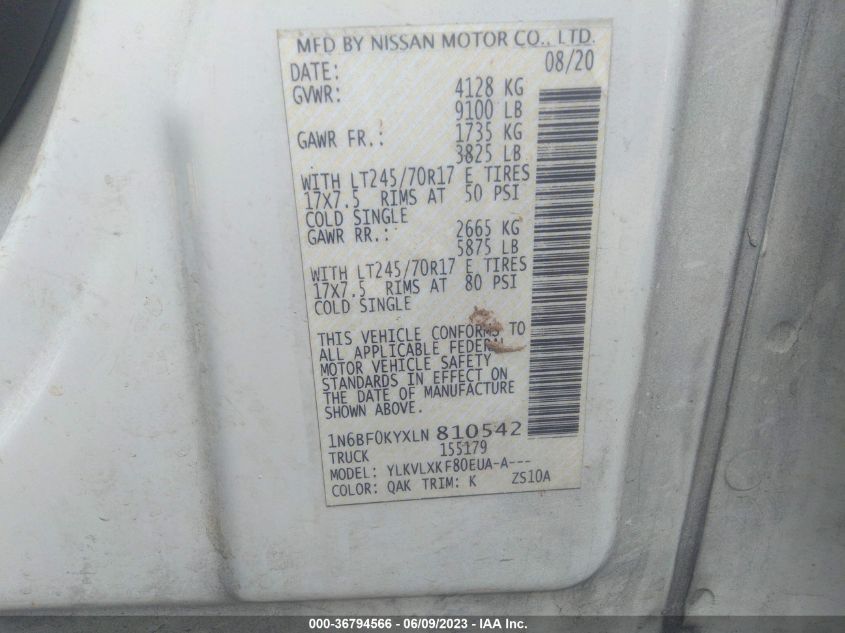 MFD BY NISSAN MOTOR CO., LTD.
DATE: 08/20
GVWR: 4128 KG
9100 LB
GAWR FR.: 1735 KG
3825 LB
WITH LT245/70R17 E TIRES
17X7.5 RIMS AT 50 PSI
COLD SINGLE
GAWR RR.: 2665 KG
5875 LB
WITH LT245/70R17 E TIRES
17X7.5 RIMS AT 80 PSI
COLD SINGLE
THIS VEHICLE CONFORMS TO
ALL APPLICABLE FEDERAL
MOTOR VEHICLE SAFETY
STANDARDS IN EFFECT ON
THE DATE OF MANUFACTURE
SHOWN ABOVE.
1N6BF0KYXLN 810542
TRUCK 155179
MODEL: YLKVLXKF80EUA-A---
COLOR: QAK TRIM: K ZS10A
000-36794566 - 06/09/2023 - IAA Inc.